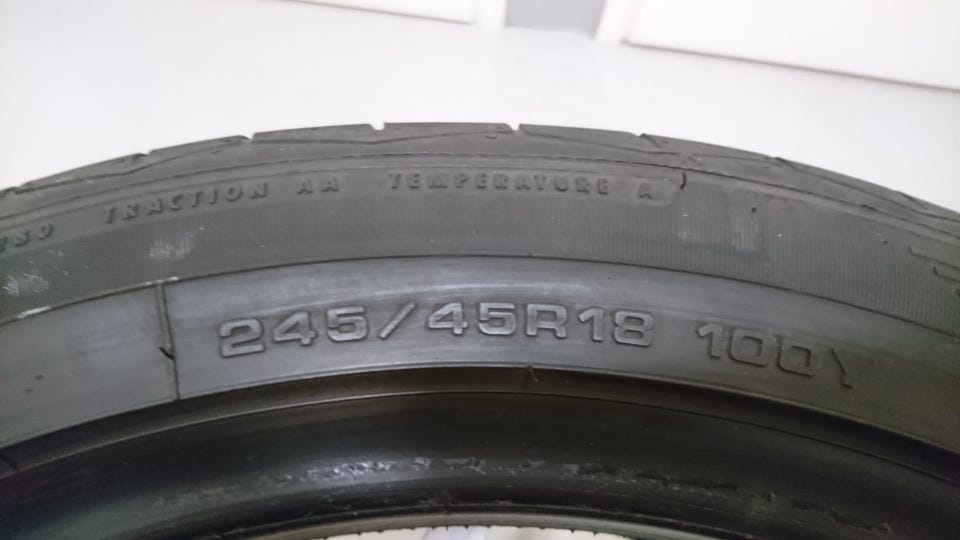 TRACTION AA TEMPERATURE A
245/45R18 100Y